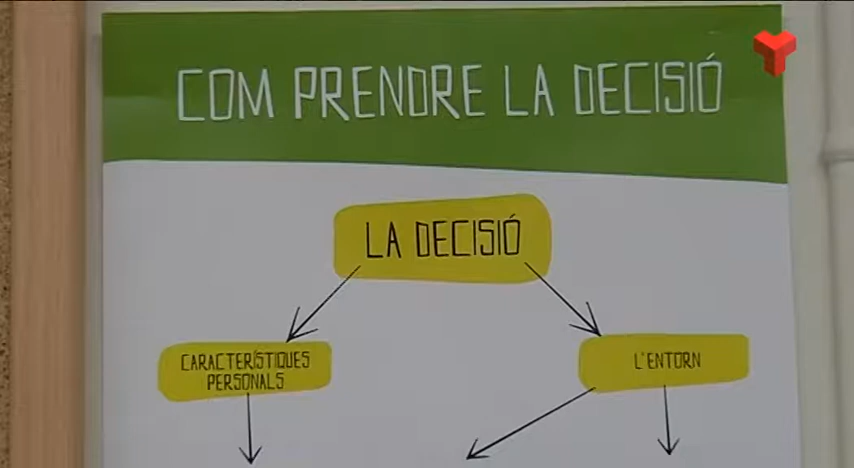 COM PRENDRE LA DECISIÓ
LA DECISIÓ
CARACTERÍSTIQUES
PERSONALS
L'ENTORN